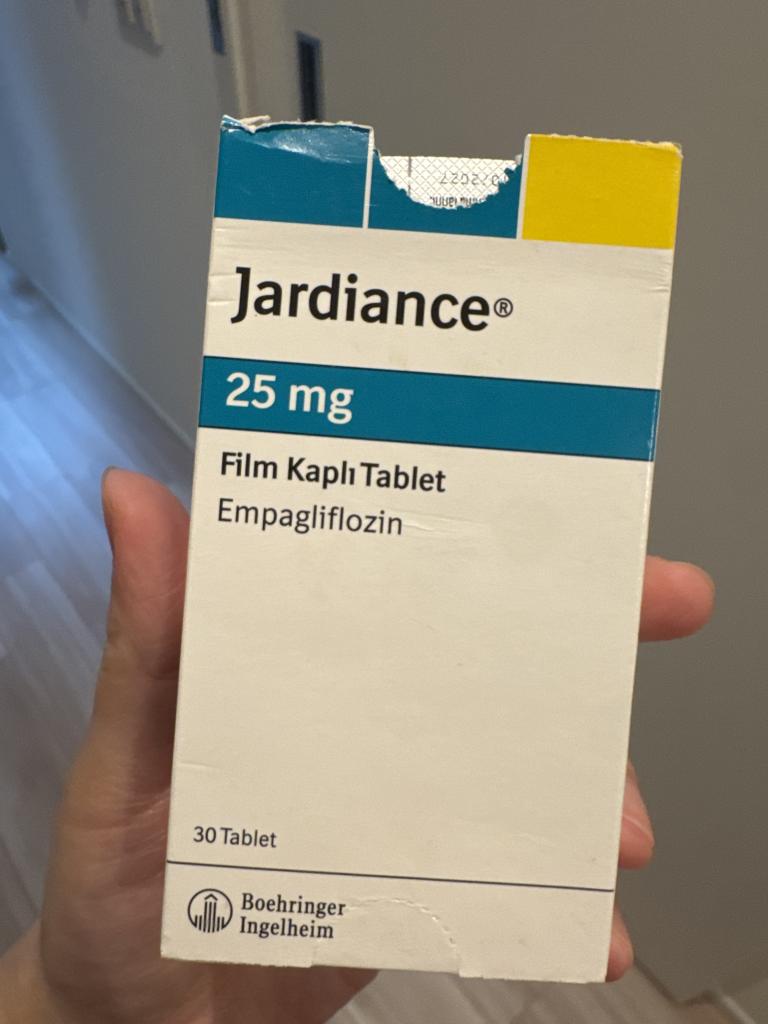 Jardiance®
25 mg
Film Kaplı Tablet
Empagliflozin
30 Tablet
Boehringer
Ingelheim